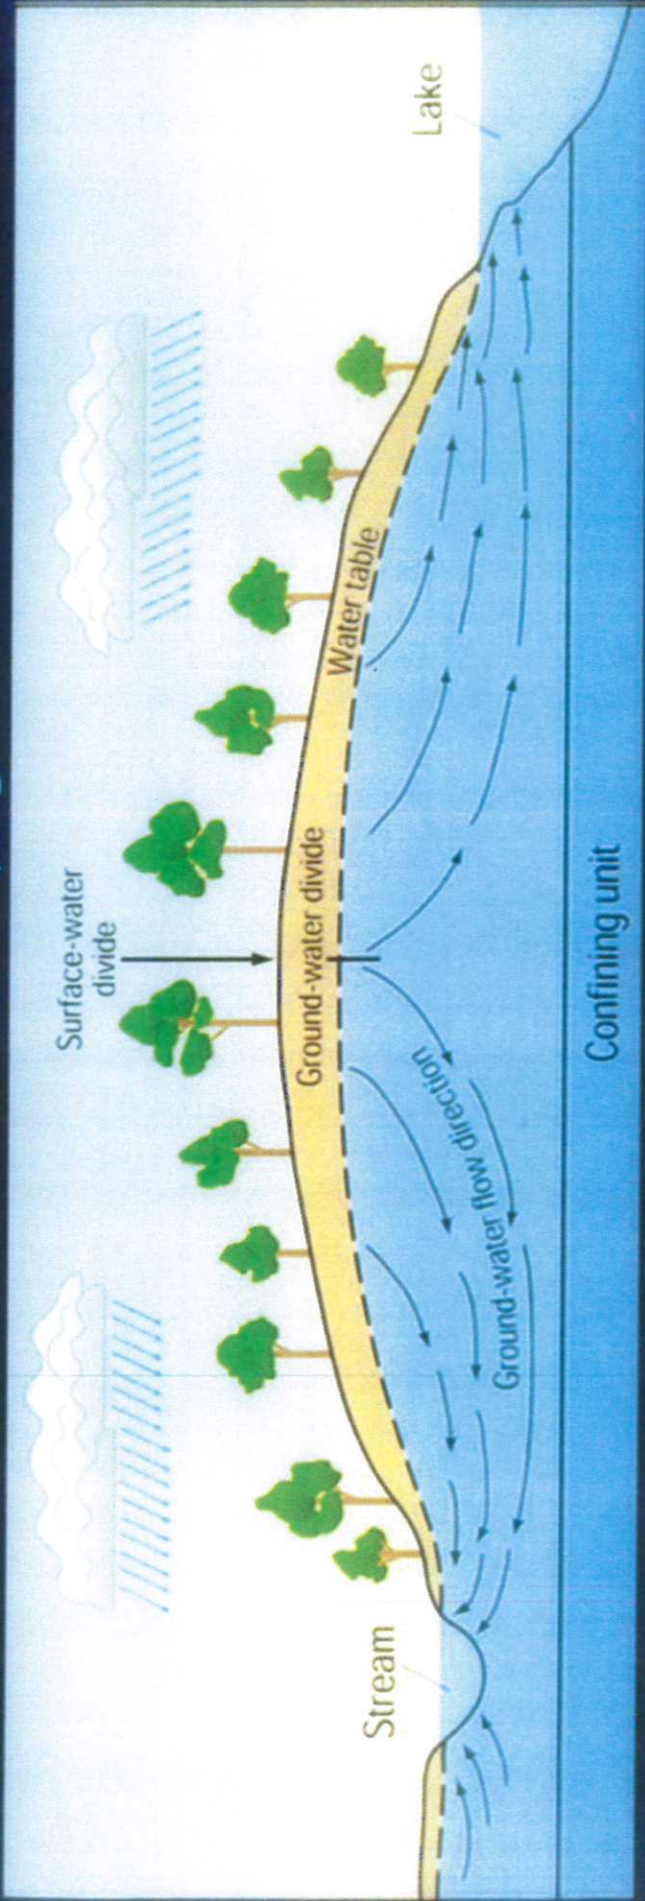 Surface-water
divide
Lake
Stream
Water table
Ground-water divide
Ground-water flow direction
Confining unit